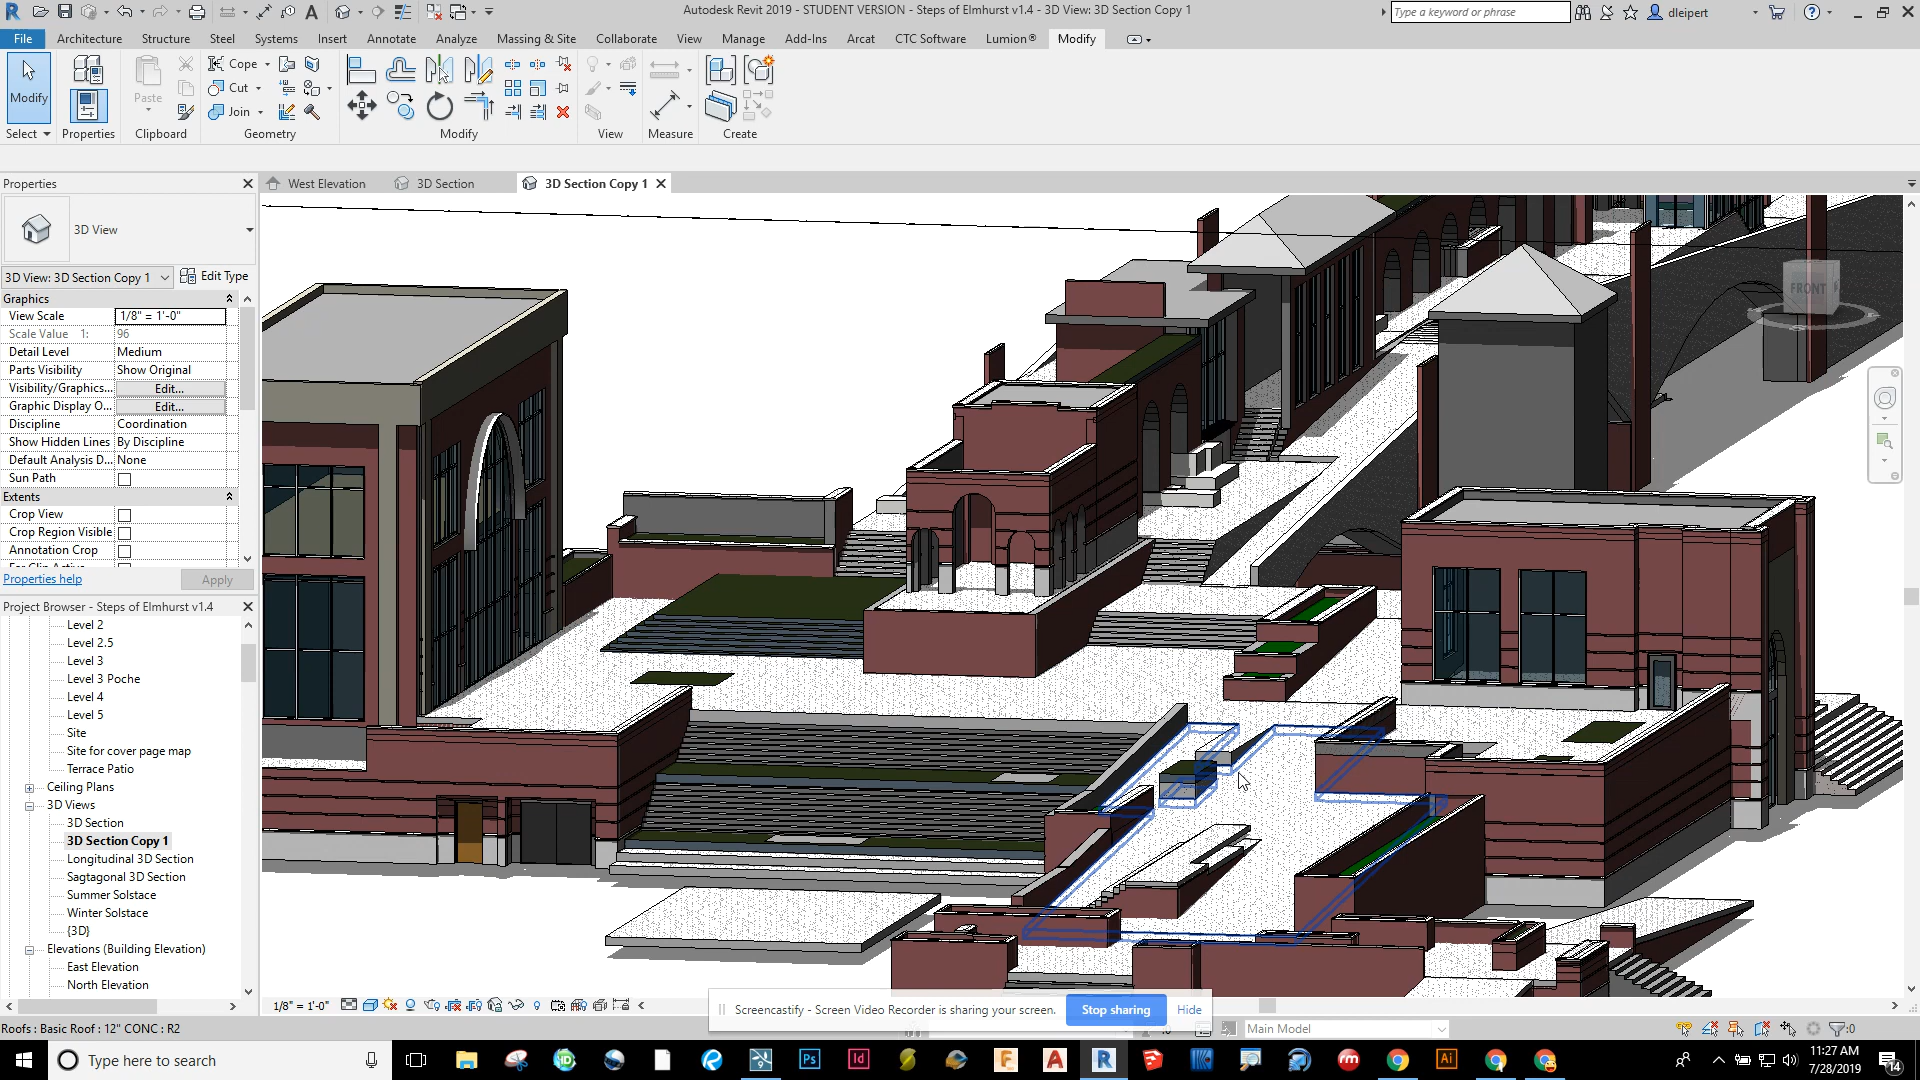 Autodesk Revit 2019 - STUDENT VERSION - Steps of Elmhurst v1.4 - 3D View: 3D Section Copy 1
Type a keyword or phrase
dleipert
File Architecture Structure Steel Systems Insert Annotate Analyze Massing & Site Collaborate View Manage Add-Ins Arcat CTC Software Lumion® Modify
Modify
Paste
Cope
Cut
Join
Select Properties Clipboard Geometry Modify View Measure Create
Properties
West Elevation
3D Section
3D Section Copy 1
3D View
3D View: 3D Section Copy 1
Edit Type
Graphics
View Scale 1/8" = 1'-0"
Scale Value 1: 96
Detail Level Medium
Parts Visibility Show Original
Visibility/Graphics... Edit...
Graphic Display O... Edit...
Discipline Coordination
Show Hidden Lines By Discipline
Default Analysis D... None
Sun Path
Extents
Crop View
Crop Region Visible
Annotation Crop
Properties help
Apply
FRONT
Project Browser - Steps of Elmhurst v1.4
Level 2
Level 2.5
Level 3
Level 3 Poche
Level 4
Level 5
Site
Site for cover page map
Terrace Patio
Ceiling Plans
3D Views
3D Section
3D Section Copy 1
Longitudinal 3D Section
Sagtagonal 3D Section
Summer Solstace
Winter Solstace
{3D}
Elevations (Building Elevation)
East Elevation
North Elevation
1/8" = 1'-0"
Screencastify - Screen Video Recorder is sharing your screen.
Stop sharing
Hide
Roofs : Basic Roof : 12" CONC : R2
Main Model
:0
Type here to search
Ps
Id
F
A
R
rm
Ai
11:27 AM
7/28/2019
14